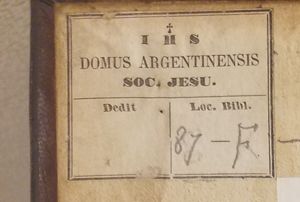 I H S
DOMUS ARGENTINENSIS
SOC. JESU.
Dedit
Loc. Bibl.
87 – F